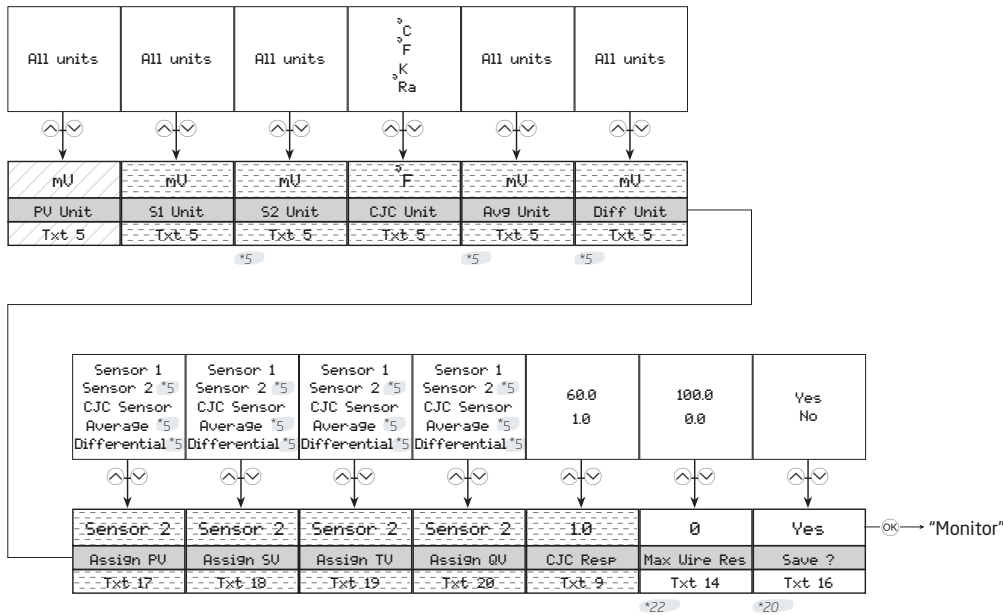 All units All units All units °C All units All units
°F
°K
°Ra
mV mV mV °F mV mV
PV Unit S1 Unit S2 Unit CJC Unit Avg Unit Diff Unit
Txt 5 Txt 5 Txt 5 Txt 5 Txt 5 Txt 5
*5 *5 *5
Sensor 1 Sensor 1 Sensor 1 Sensor 1 60.0 100.0 Yes
Sensor 2 *5 Sensor 2 *5 Sensor 2 *5 Sensor 2 *5 1.0 0.0 No
CJC Sensor CJC Sensor CJC Sensor CJC Sensor
Average *5 Average *5 Average *5 Average *5
Differential*5 Differential*5 Differential*5 Differential*5
Sensor 2 Sensor 2 Sensor 2 Sensor 2 10 0 Yes OK "Monitor"
Assign PV Assign SV Assign TV Assign QV CJC Resp Max Wire Res Save ?
Txt 17 Txt 18 Txt 19 Txt 20 Txt 9 Txt 14 Txt 16
*22 *20